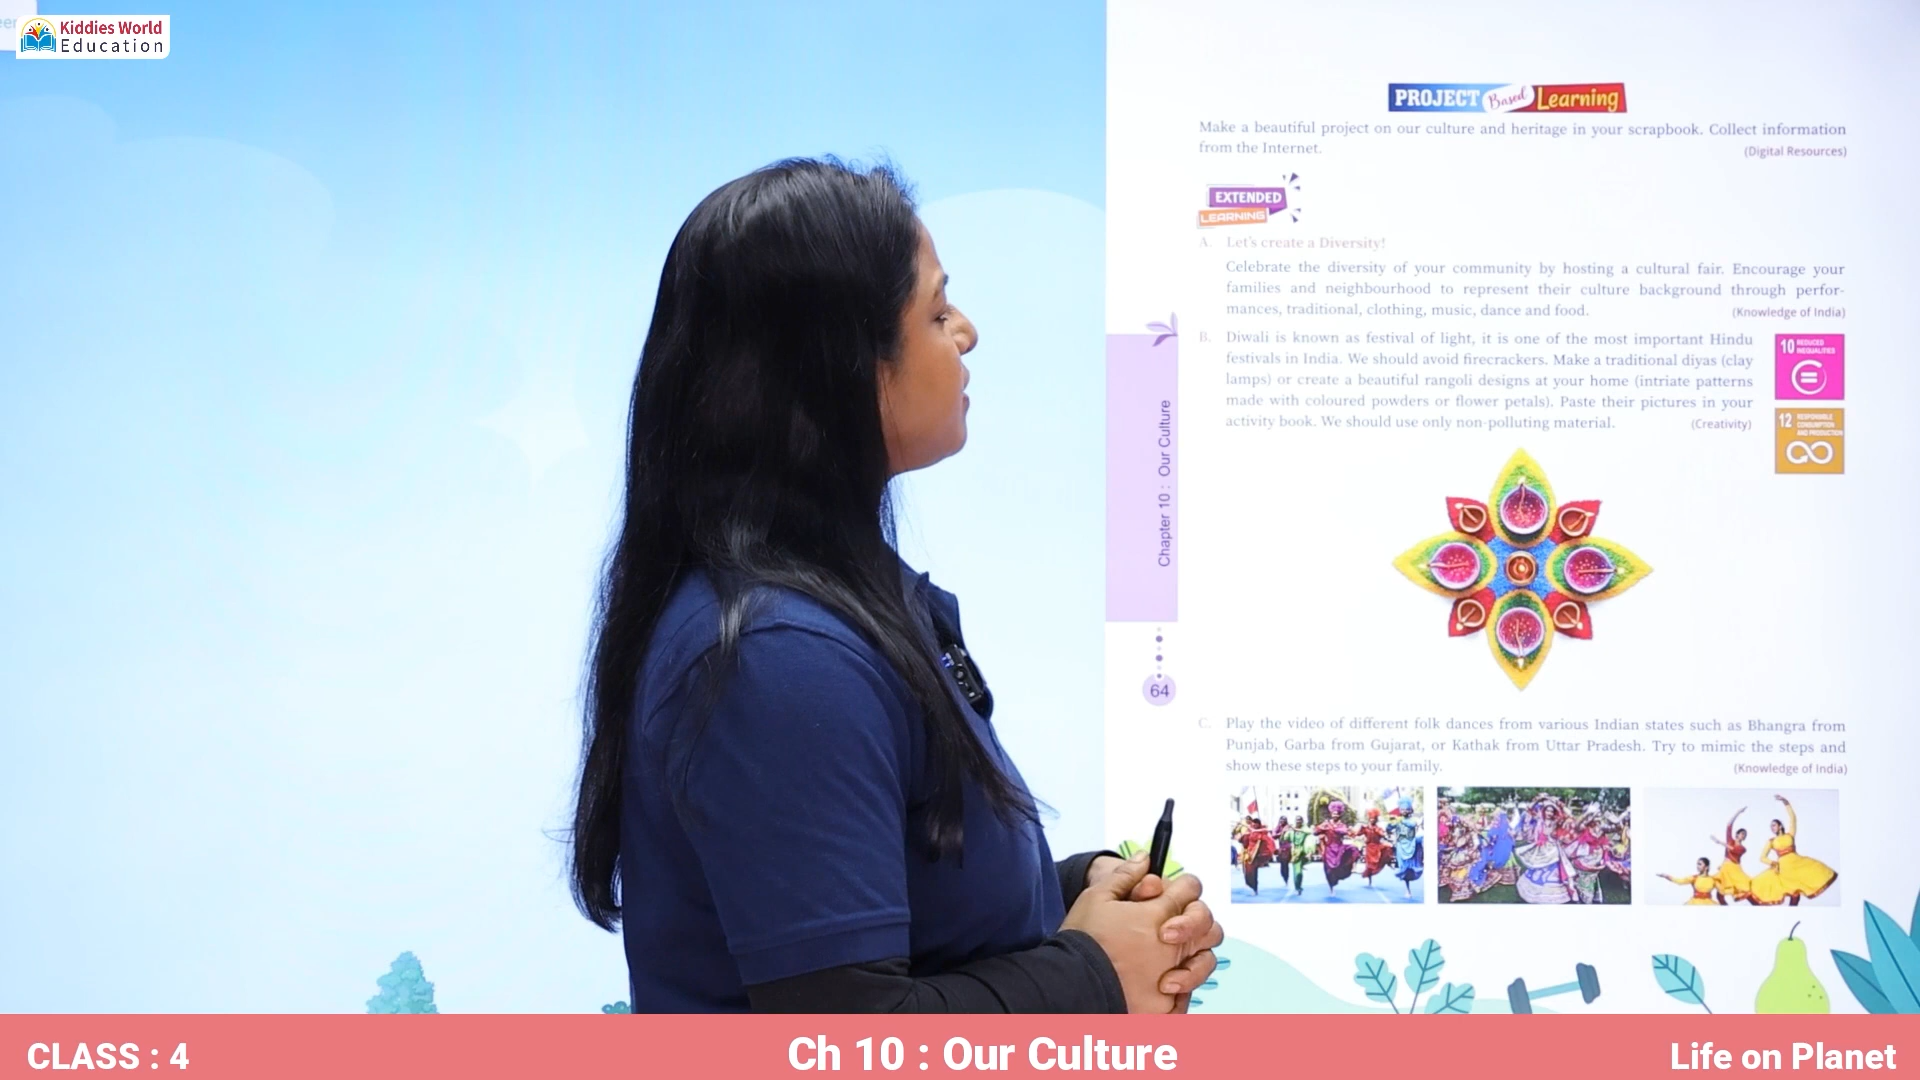 Kiddies World
Education
PROJECT Based Learning
Make a beautiful project on our culture and heritage in your scrapbook. Collect information
from the Internet.
(Digital Resources)
EXTENDED
LEARNING
A. Let's create a Diversity!
Celebrate the diversity of your community by hosting a cultural fair. Encourage your
families and neighbourhood to represent their culture background through perfor-
mances, traditional, clothing, music, dance and food.
(Knowledge of India)
B. Diwali is known as festival of light, it is one of the most important Hindu
festivals in India. We should avoid firecrackers. Make a traditional diyas (clay
lamps) or create a beautiful rangoli designs at your home (intriate patterns
made with coloured powders or flower petals). Paste their pictures in your
activity book. We should use only non-polluting material.
(Creativity)
10 REDUCED
INEQUALITIES
12 RESPONSIBLE
CONSUMPTION
AND PRODUCTION
Chapter 10 : Our Culture
64
C. Play the video of different folk dances from various Indian states such as Bhangra from
Punjab, Garba from Gujarat, or Kathak from Uttar Pradesh. Try to mimic the steps and
show these steps to your family.
(Knowledge of India)
CLASS : 4
Ch 10 : Our Culture
Life on Planet